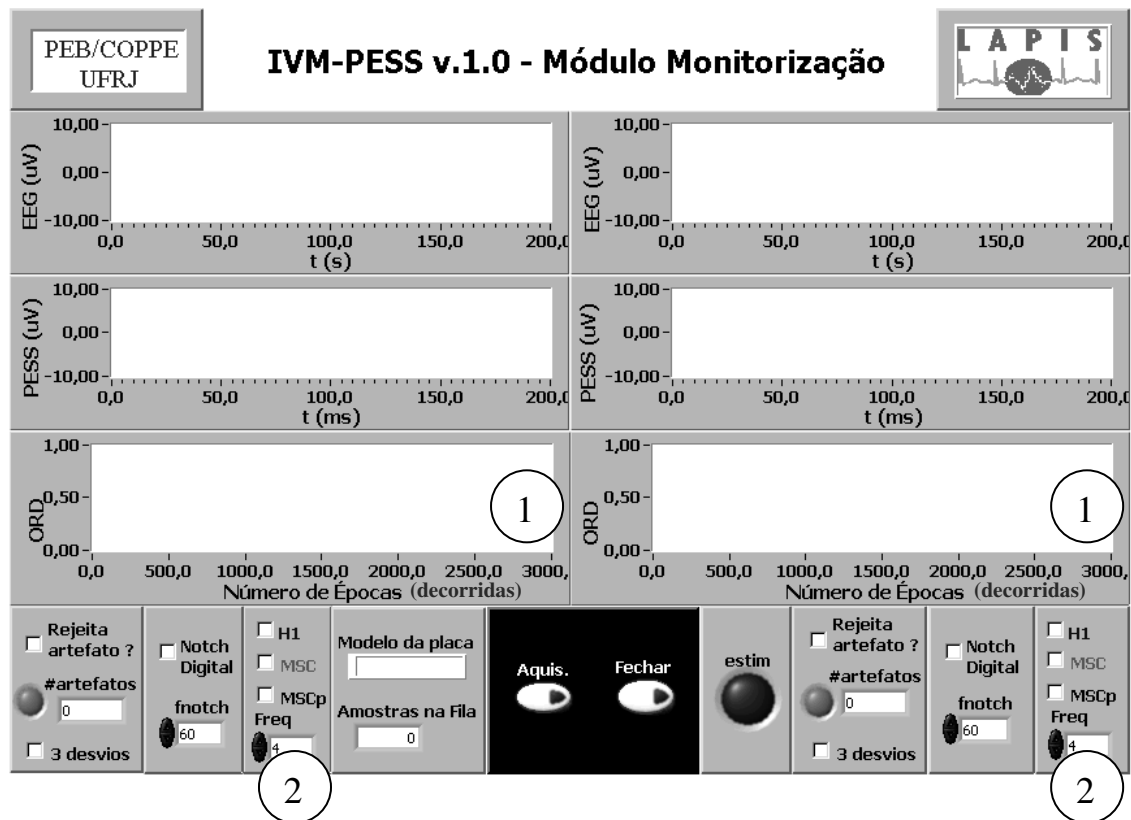 PEB/COPPE
UFRJ
IVM-PESS v.1.0 - Módulo Monitorização
L A P I S
10,00
0,00
-10,00
EEG (uV)
0,0 50,0 100,0 150,0 200,0
t (s)
10,00
0,00
-10,00
EEG (uV)
0,0 50,0 100,0 150,0 200,0
t (s)
10,00
0,00
-10,00
PESS (uV)
0,0 50,0 100,0 150,0 200,0
t (ms)
10,00
0,00
-10,00
PESS (uV)
0,0 50,0 100,0 150,0 200,0
t (ms)
1,00
0,50
0,00
ORD
1
0,0 500,0 1000,0 1500,0 2000,0 3000,
Número de Épocas (decorridas)
1,00
0,50
0,00
ORD
1
0,0 500,0 1000,0 1500,0 2000,0 3000,
Número de Épocas (decorridas)
Rejeita
artefato ?
#artefatos
0
3 desvios
Notch
Digital
fnotch
60
H1
MSC
MSCp
Freq
4
2
Modelo da placa
Amostras na Fila
0
Aquis.
Fechar
estim
Rejeita
artefato ?
#artefatos
0
3 desvios
Notch
Digital
fnotch
60
H1
MSC
MSCp
Freq
4
2